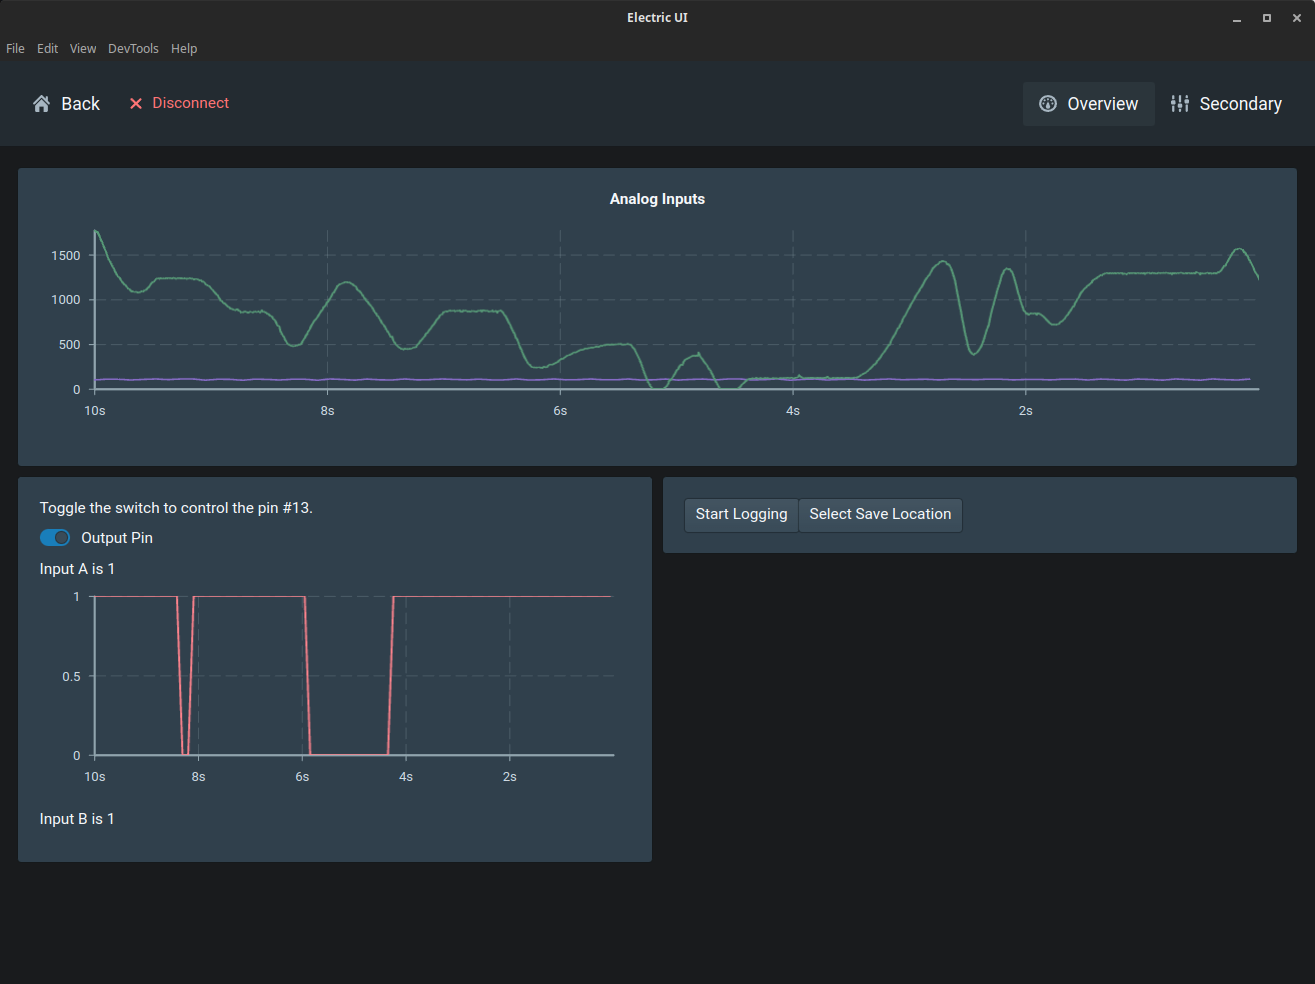 Electric UI
File Edit View DevTools Help
Back Disconnect Overview Secondary
Analog Inputs
1500
1000
500
0
10s 8s 6s 4s 2s
Toggle the switch to control the pin #13.
Output Pin
Input A is 1
1
0.5
0
10s 8s 6s 4s 2s
Input B is 1
Start Logging Select Save Location